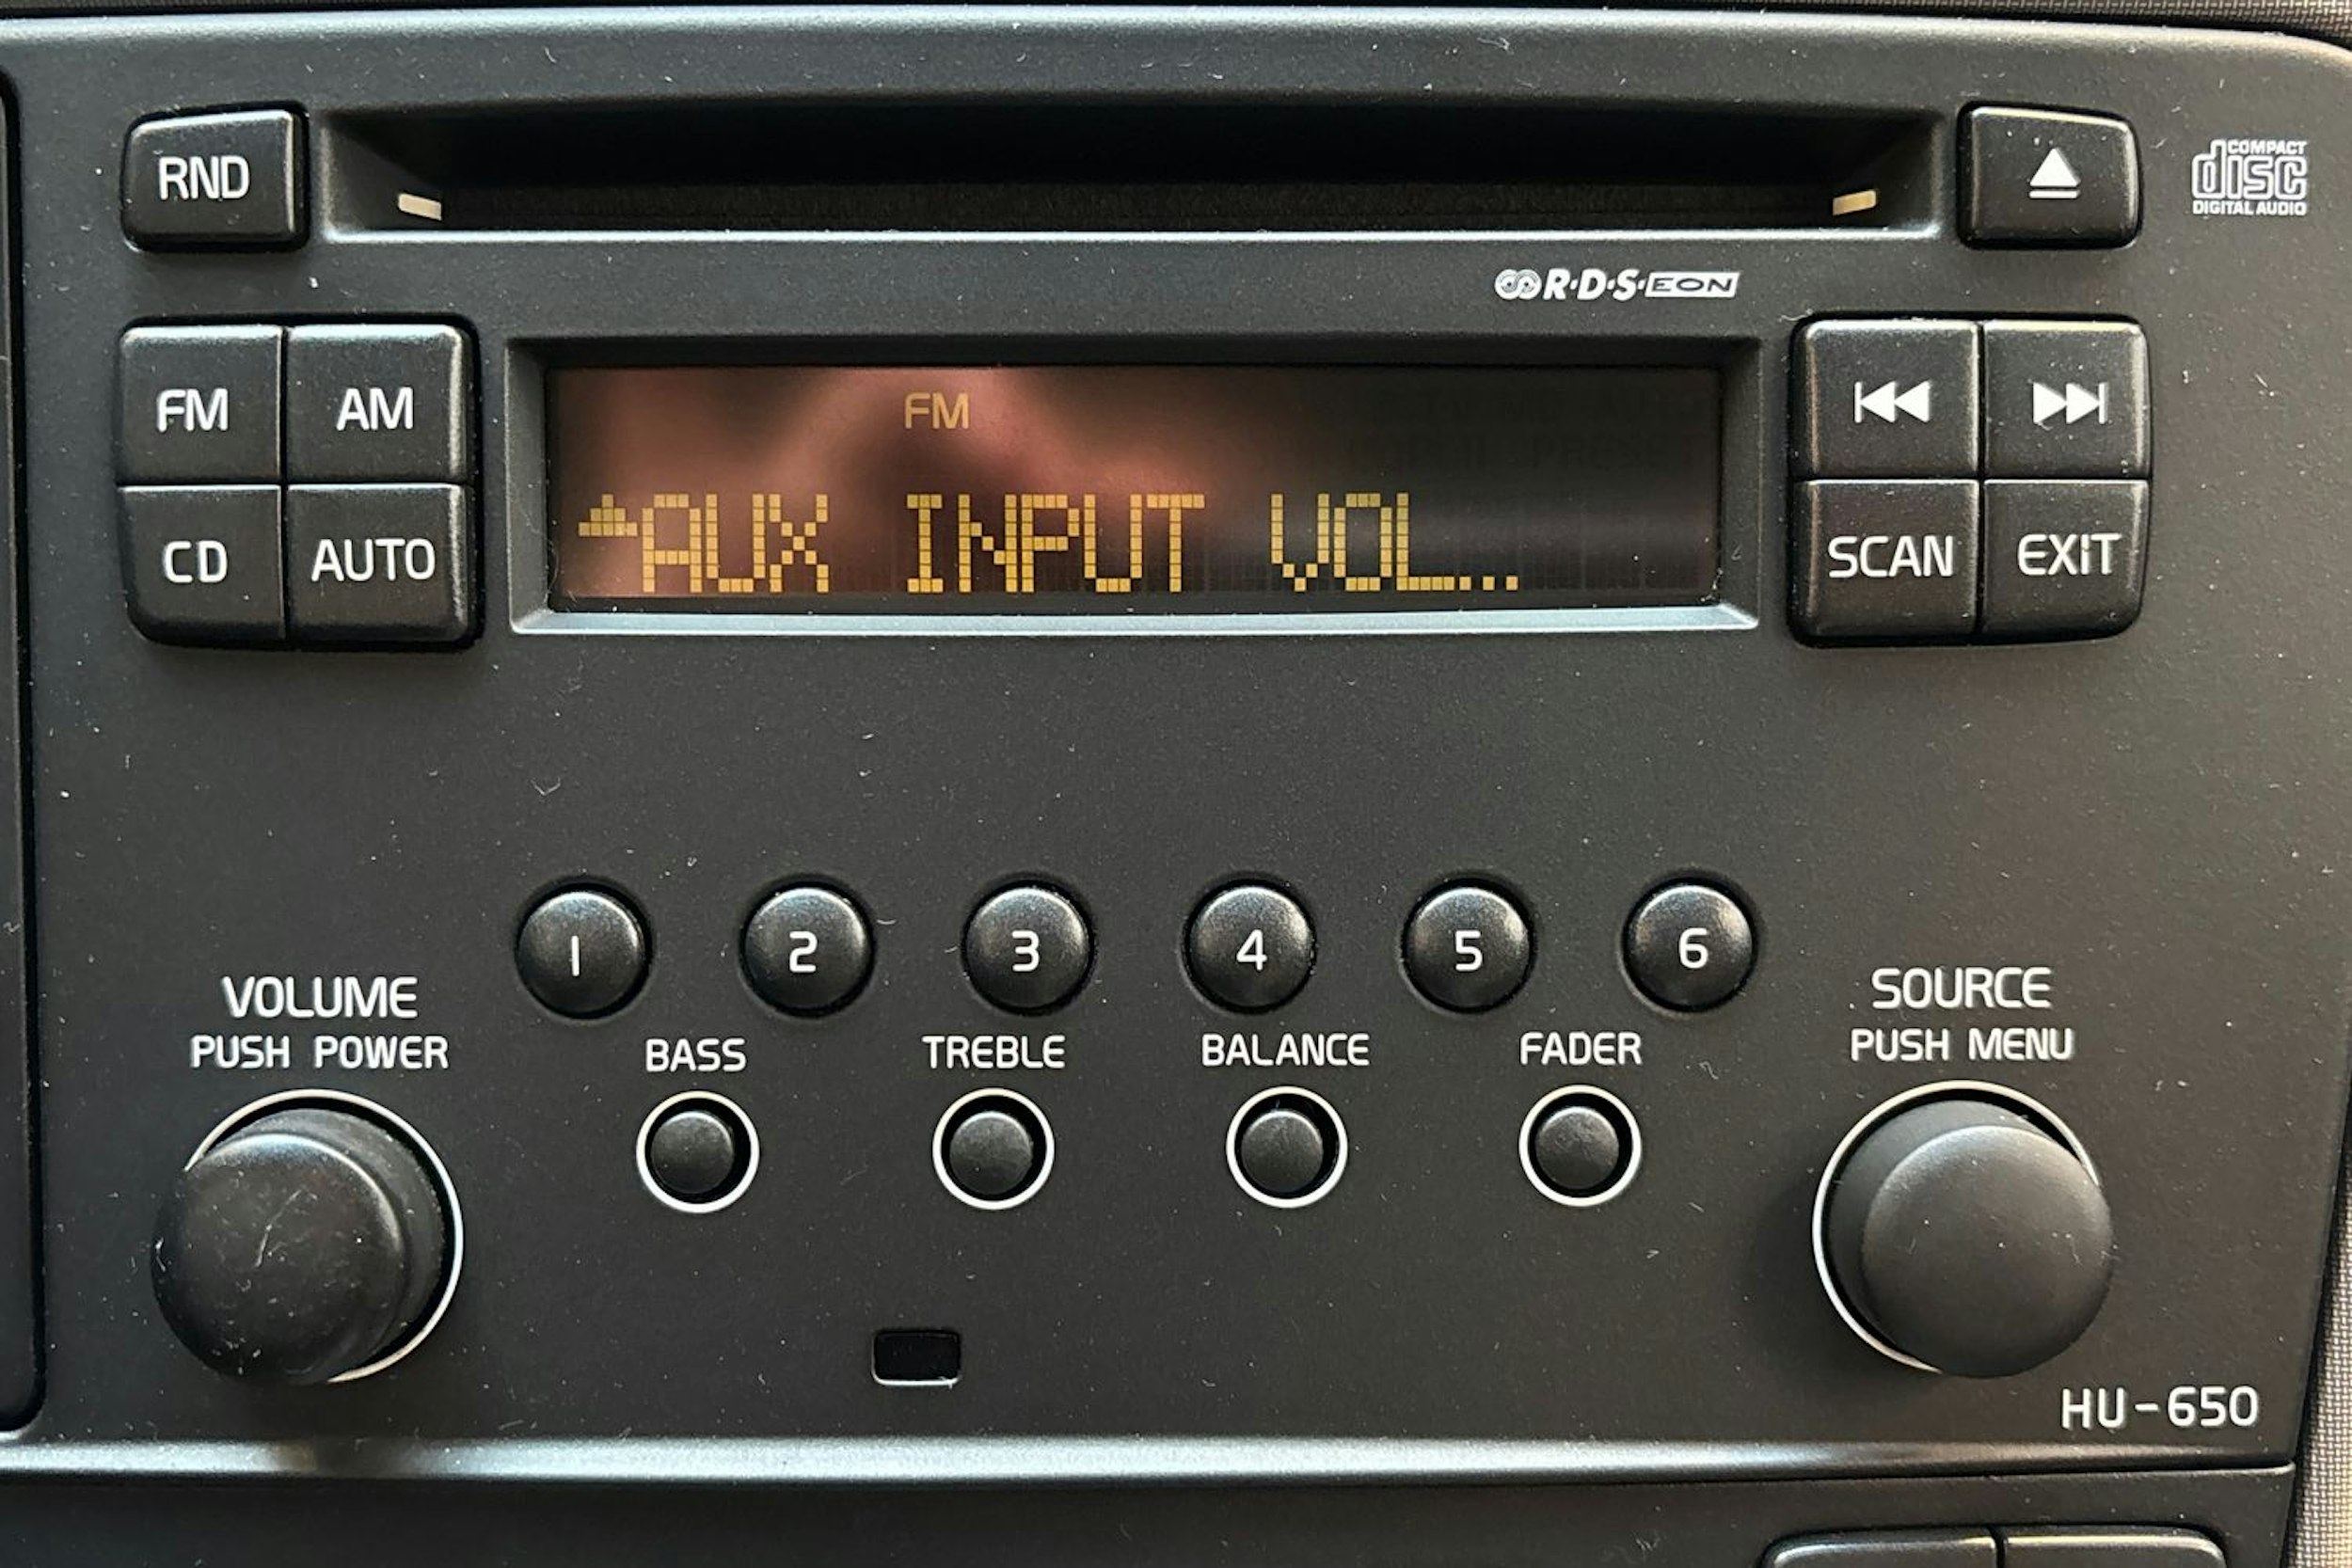 RND
COMPACT
disc
DIGITAL AUDIO
R·D·S·EON
FM AM
FM
SCAN EXIT
CD AUTO
AUX INPUT VOL...
1 2 3 4 5 6
VOLUME
PUSH POWER
BASS TREBLE BALANCE FADER
SOURCE
PUSH MENU
HU-650